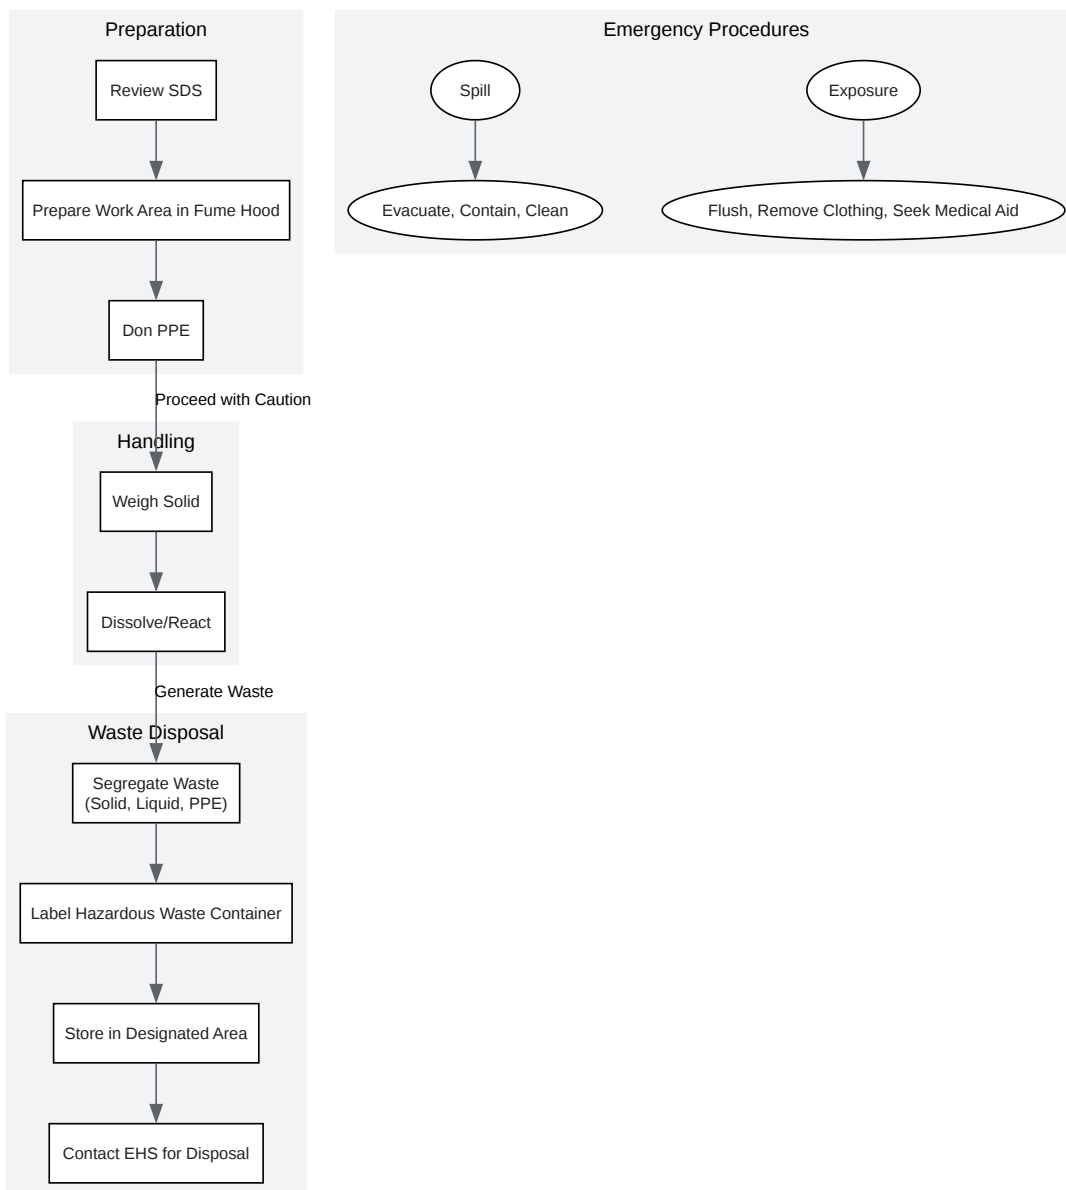 Preparation
Review SDS
Prepare Work Area in Fume Hood
Don PPE
Proceed with Caution
Handling
Weigh Solid
Dissolve/React
Generate Waste
Waste Disposal
Segregate Waste
(Solid, Liquid, PPE)
Label Hazardous Waste Container
Store in Designated Area
Contact EHS for Disposal
Emergency Procedures
Spill
Evacuate, Contain, Clean
Exposure
Flush, Remove Clothing, Seek Medical Aid